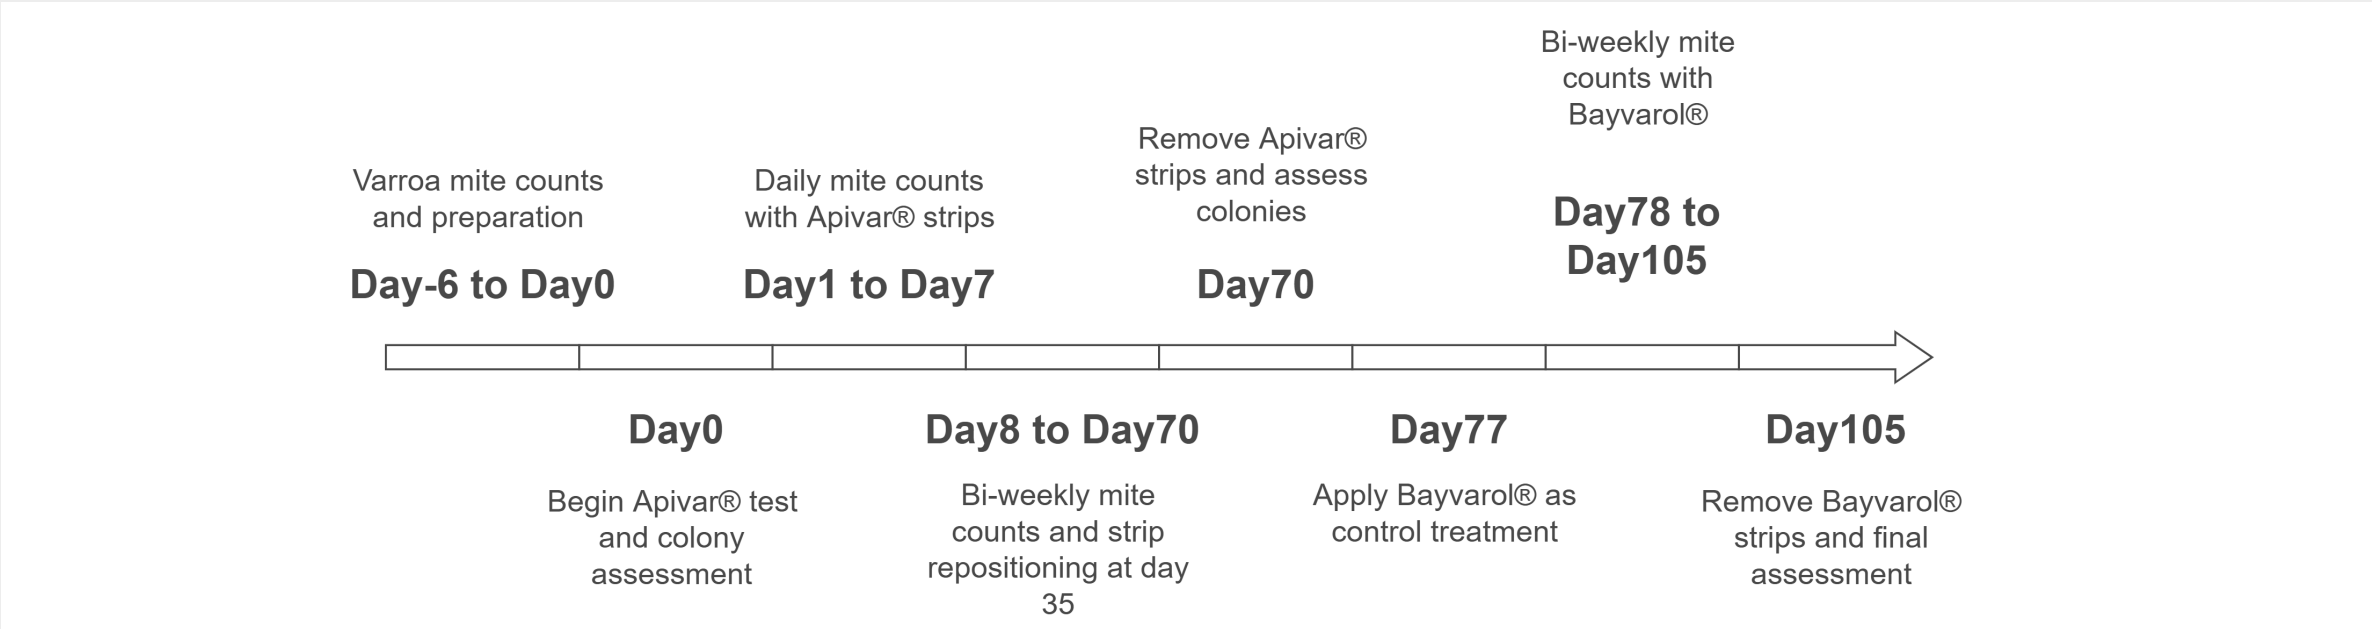 Varroa mite counts
and preparation
Day-6 to Day0
Begin Apivar® test
and colony
assessment
Day0
Daily mite counts
with Apivar® strips
Day1 to Day7
Day8 to Day70
Bi-weekly mite
counts and strip
repositioning at day
35
Remove Apivar®
strips and assess
colonies
Day70
Day77
Apply Bayvarol® as
control treatment
Bi-weekly mite
counts with
Bayvarol®
Day78 to
Day105
Day105
Remove Bayvarol®
strips and final
assessment